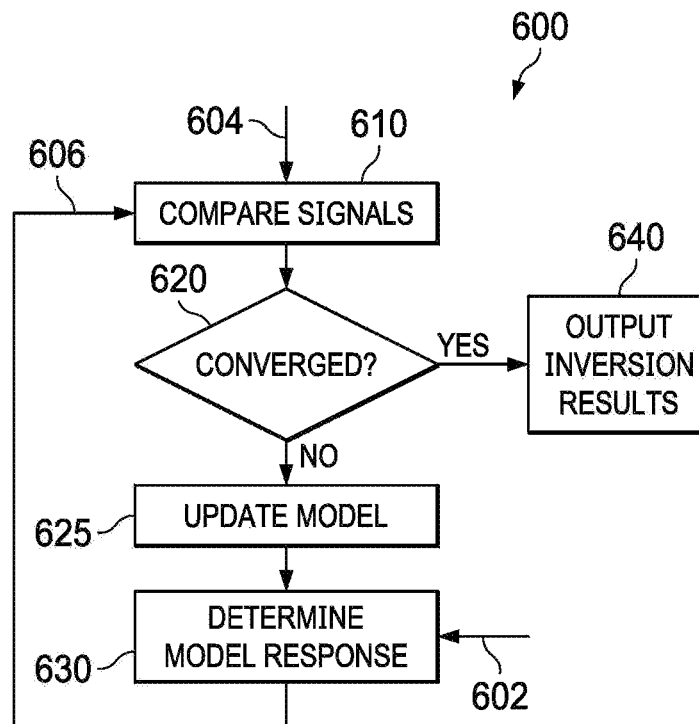 600
604
610
606
COMPARE SIGNALS
640
620
OUTPUT
INVERSION
RESULTS
CONVERGED?
YES
NO
UPDATE MODEL
625
DETERMINE
MODEL RESPONSE
630
602